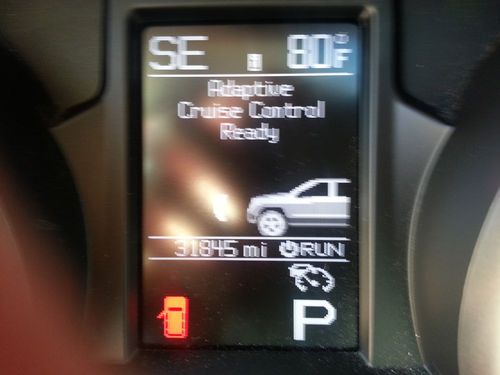 SE 80°F
Adaptive
Cruise Control
Ready
31845 mi RUN
P